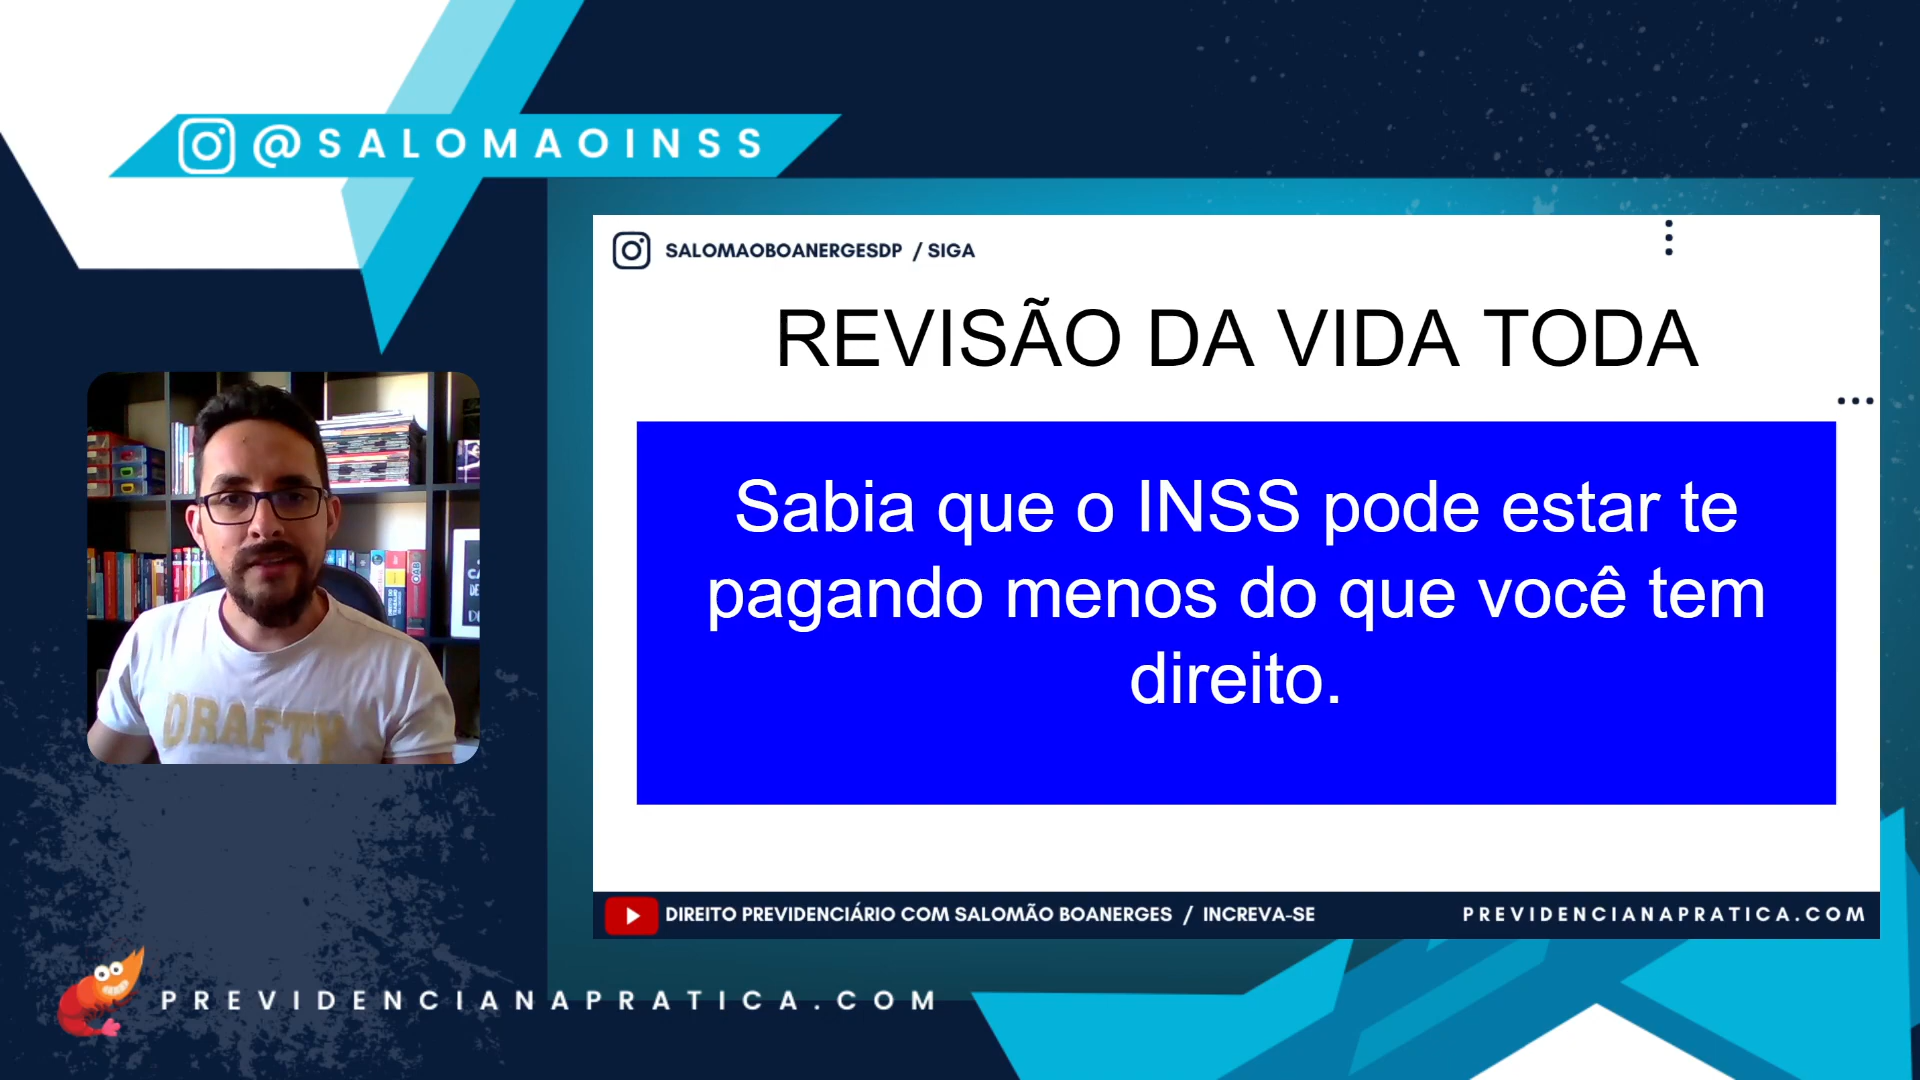 @SALOMAOINSS
SALOMAOBOANERGESDP / SIGA
REVISÃO DA VIDA TODA
Sabia que o INSS pode estar te
pagando menos do que você tem
direito.
DRAFTY
DIREITO PREVIDENCIÁRIO COM SALOMÃO BOANERGES / INCREVA-SE
PREVIDENCIANAPRATICA.COM
PREVIDENCIANAPRATICA.COM